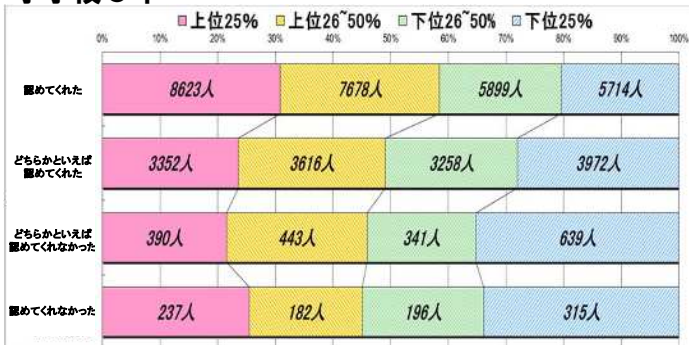 上位25% 上位26~50% 下位26~50% 下位25%
0% 10% 20% 30% 40% 50% 60% 70% 80% 90% 100%
認めてくれた
8623人 7678人 5899人 5714人
どちらかといえば
認めてくれた
3352人 3616人 3258人 3972人
どちらかといえば
認めてくれなかった
390人 443人 341人 639人
認めてくれなかった
237人 182人 196人 315人